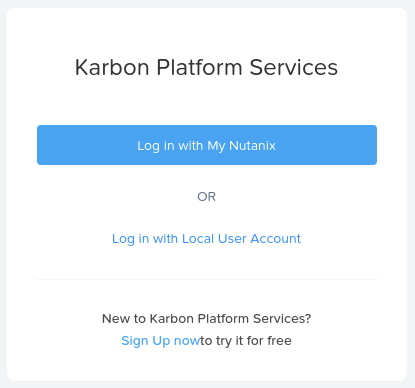 Karbon Platform Services
Log in with My Nutanix
OR
Log in with Local User Account
New to Karbon Platform Services?
Sign Up nowto try it for free